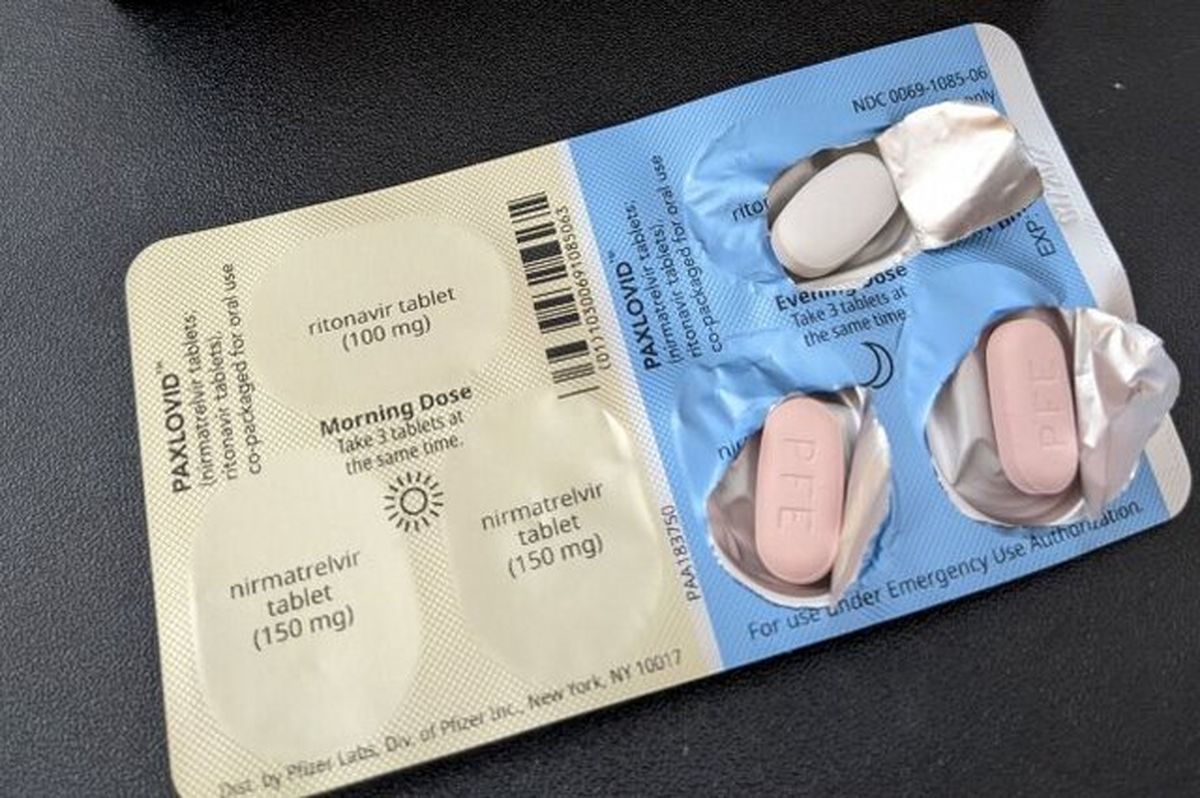 PAXLOVID™
(nirmatrelvir tablets;
ritonavir tablets),
co-packaged for oral use
ritonavir tablet
(100 mg)
Morning Dose
Take 3 tablets at
the same time.
nirmatrelvir
tablet
(150 mg)
nirmatrelvir
tablet
(150 mg)
Dist. by Pfizer Labs, Div. of Pfizer Inc., New York, NY 10017
(01)10300691085063
PAA183750
PAXLOVID™
(nirmatrelvir tablets;
ritonavir tablets),
co-packaged for oral use
NDC 0069-1085-06
only
Evening Dose
Take 3 tablets at
the same time.
PFE
PFE
EXP
For use under Emergency Use Authorization.